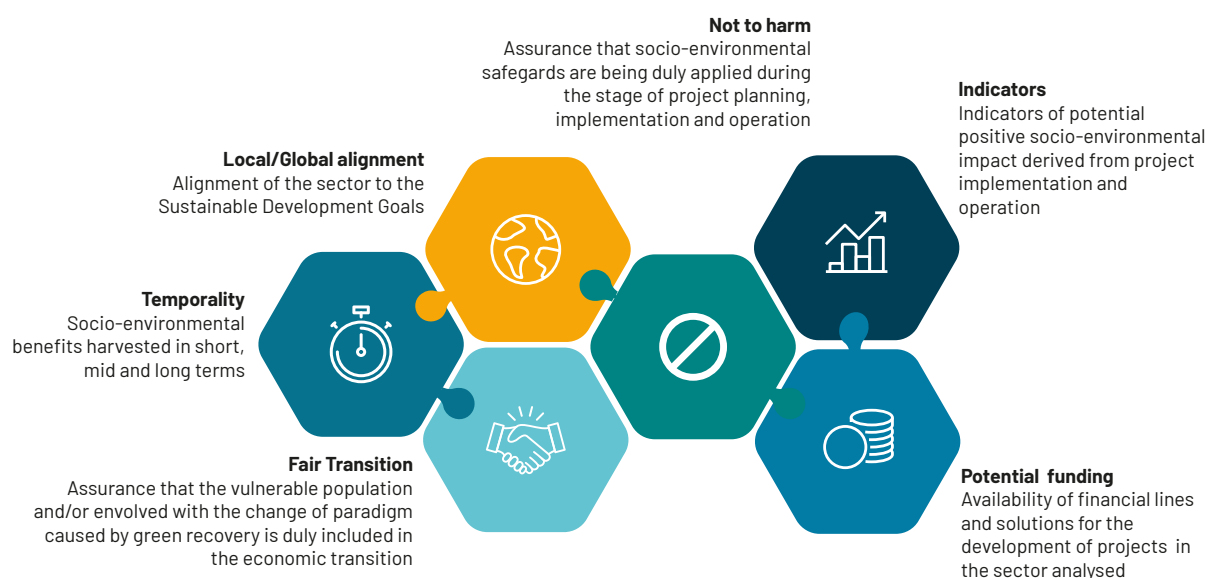 Not to harm
Assurance that socio-environmental
safegards are being duly applied during
the stage of project planning,
implementation and operation
Indicators
Indicators of potential
positive socio-environmental
impact derived from project
implementation and
operation
Local/Global alignment
Alignment of the sector to the
Sustainable Development Goals
Temporality
Socio-environmental
benefits harvested in short,
mid and long terms
Fair Transition
Assurance that the vulnerable population
and/or envolved with the change of paradigm
caused by green recovery is duly included in
the economic transition
Potential funding
Availability of financial lines
and solutions for the
development of projects in
the sector analysed